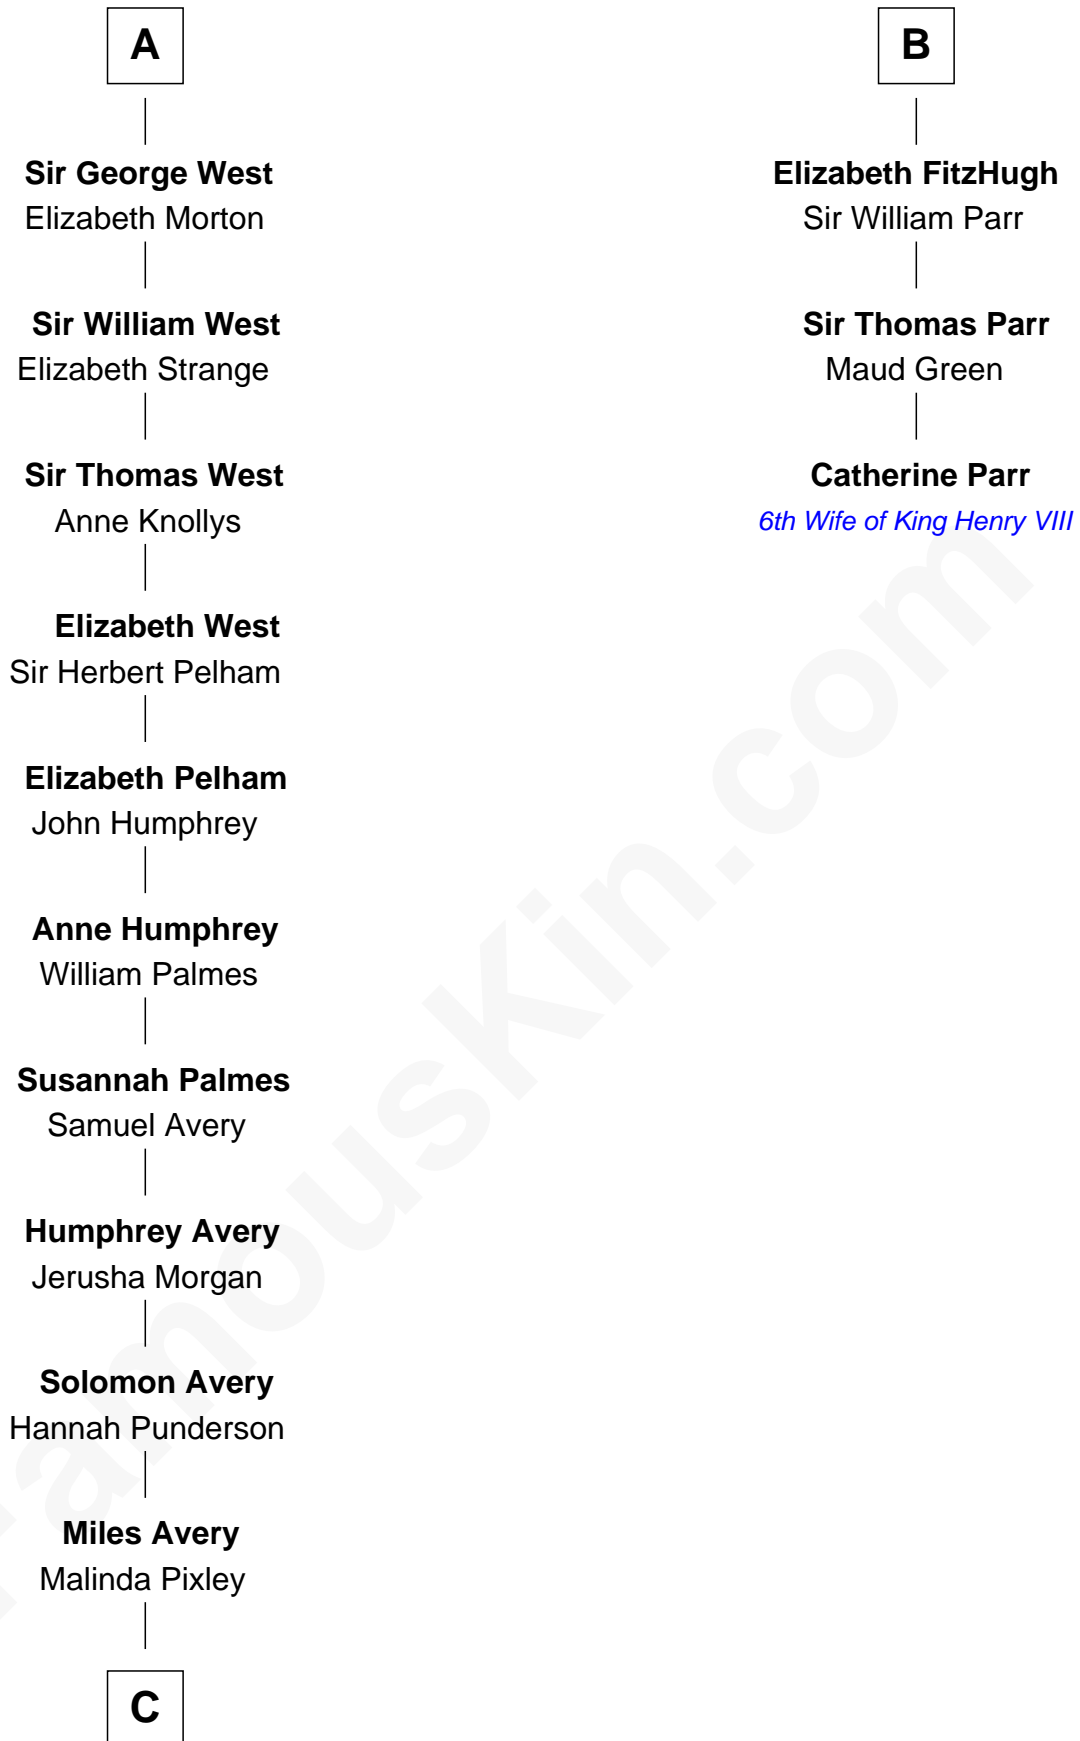 A
Sir George West
Elizabeth Morton
Sir William West
Elizabeth Strange
Sir Thomas West
Anne Knollys
Elizabeth West
Sir Herbert Pelham
Elizabeth Pelham
John Humphrey
Anne Humphrey
William Palmes
Susannah Palmes
Samuel Avery
Humphrey Avery
Jerusha Morgan
Solomon Avery
Hannah Punderson
Miles Avery
Malinda Pixley
C
B
Elizabeth FitzHugh
Sir William Parr
Sir Thomas Parr
Maud Green
Catherine Parr
6th Wife of King Henry VIII
FamousKin.com